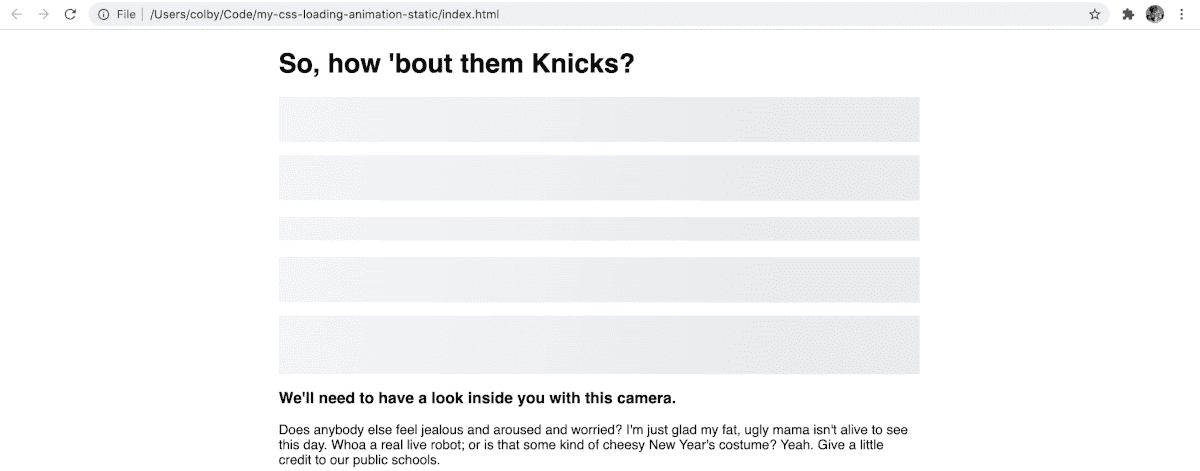 File | /Users/colby/Code/my-css-loading-animation-static/index.html
So, how 'bout them Knicks?
We'll need to have a look inside you with this camera.
Does anybody else feel jealous and aroused and worried? I'm just glad my fat, ugly mama isn't alive to see
this day. Whoa a real live robot; or is that some kind of cheesy New Year's costume? Yeah. Give a little
credit to our public schools.